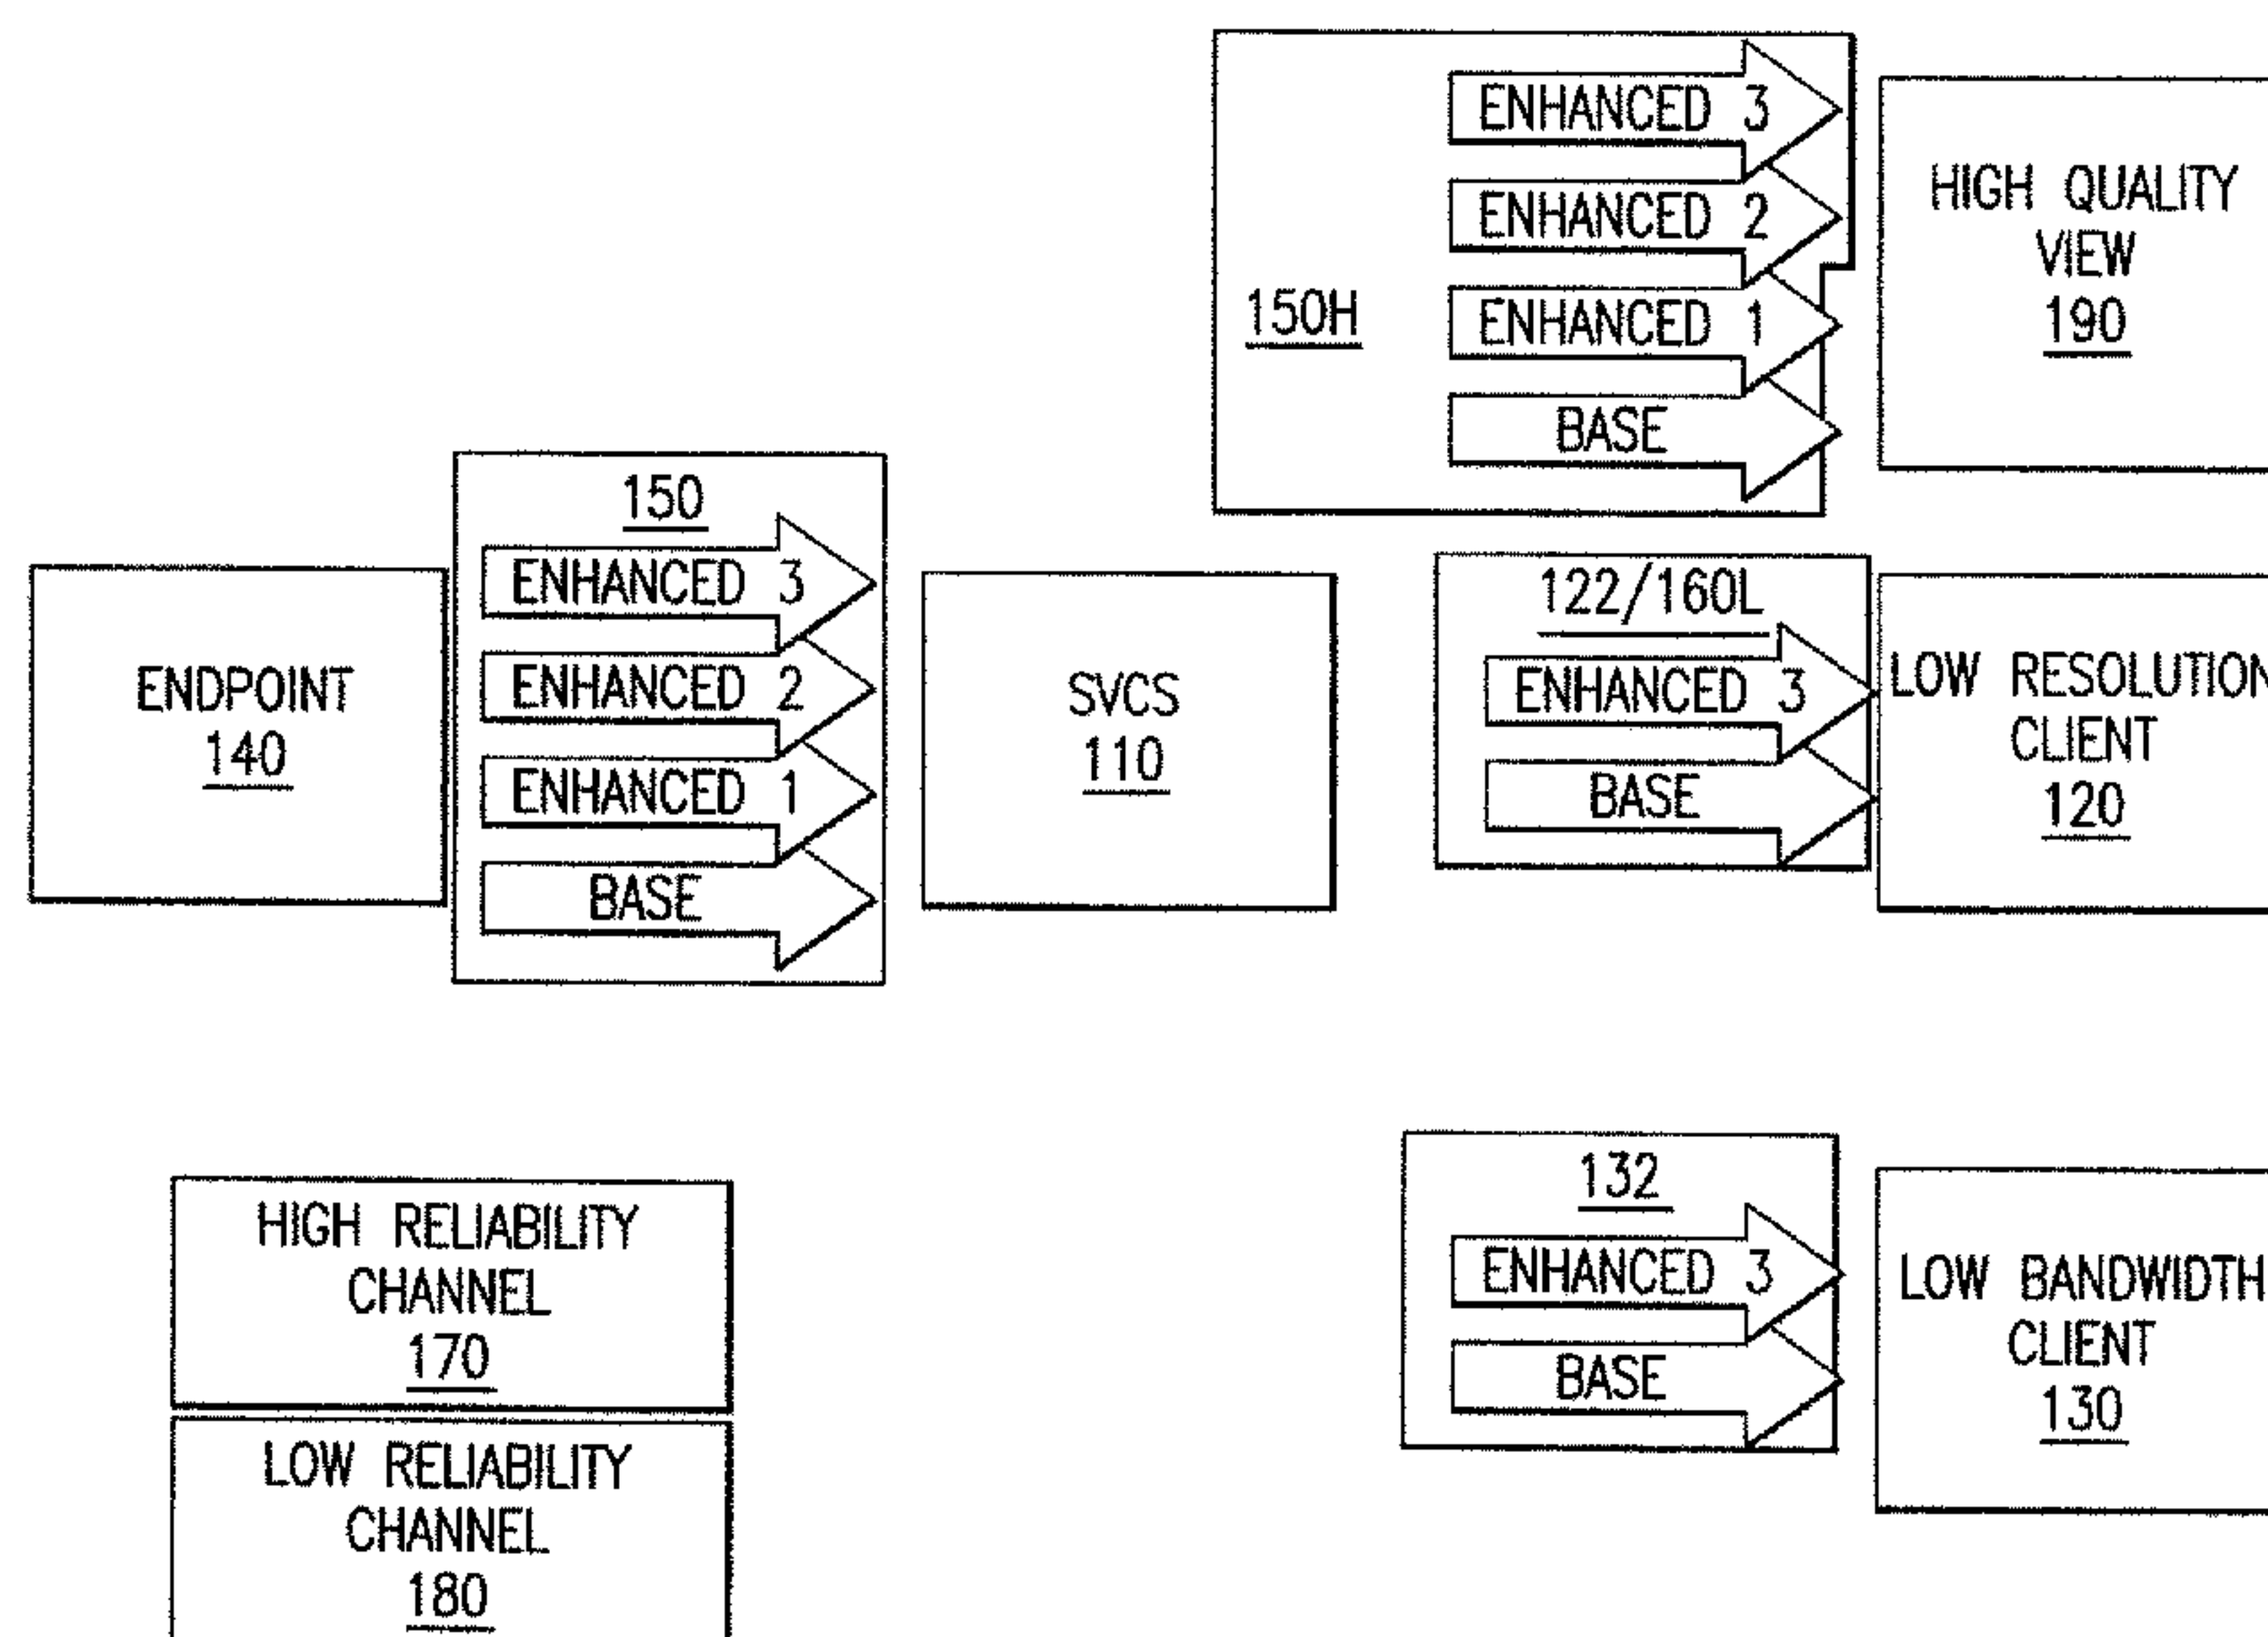 ENHANCED 3
ENHANCED 2
ENHANCED 1
BASE
150H
HIGH QUALITY
VIEW
190
150
ENHANCED 3
ENHANCED 2
ENHANCED 1
BASE
ENDPOINT
140
SVCS
110
122/160L
ENHANCED 3
BASE
LOW RESOLUTION
CLIENT
120
132
ENHANCED 3
BASE
LOW BANDWIDTH
CLIENT
130
HIGH RELIABILITY
CHANNEL
170
LOW RELIABILITY
CHANNEL
180